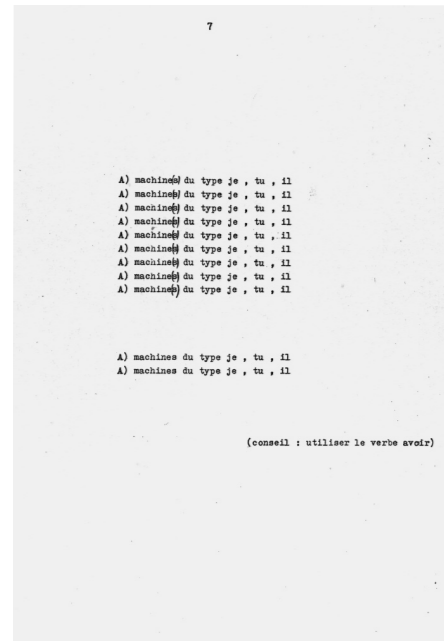 7
A) machine(s) du type je , tu , il
A) machine(s) du type je , tu , il
A) machine(s) du type je , tu , il
A) machine(s) du type je , tu , il
A) machine(s) du type je , tu , il
A) machine(s) du type je , tu , il
A) machine(s) du type je , tu , il
A) machine(s) du type je , tu , il
A) machine(s) du type je , tu , il
A) machines du type je , tu , il
A) machines du type je , tu , il
(conseil : utiliser le verbe avoir)